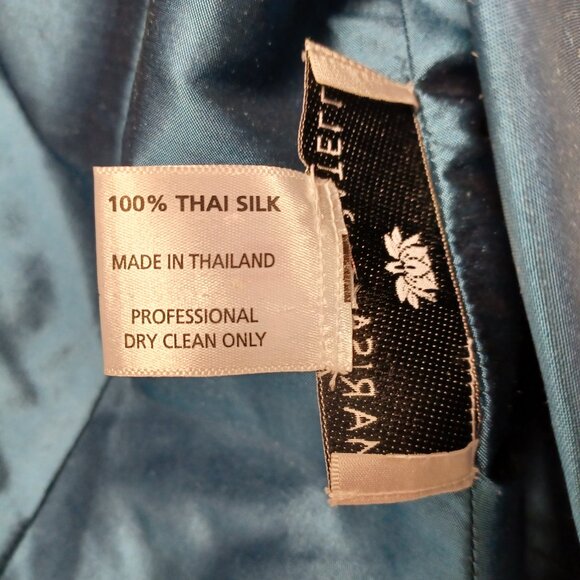 100% THAI SILK
MADE IN THAILAND
PROFESSIONAL
DRY CLEAN ONLY